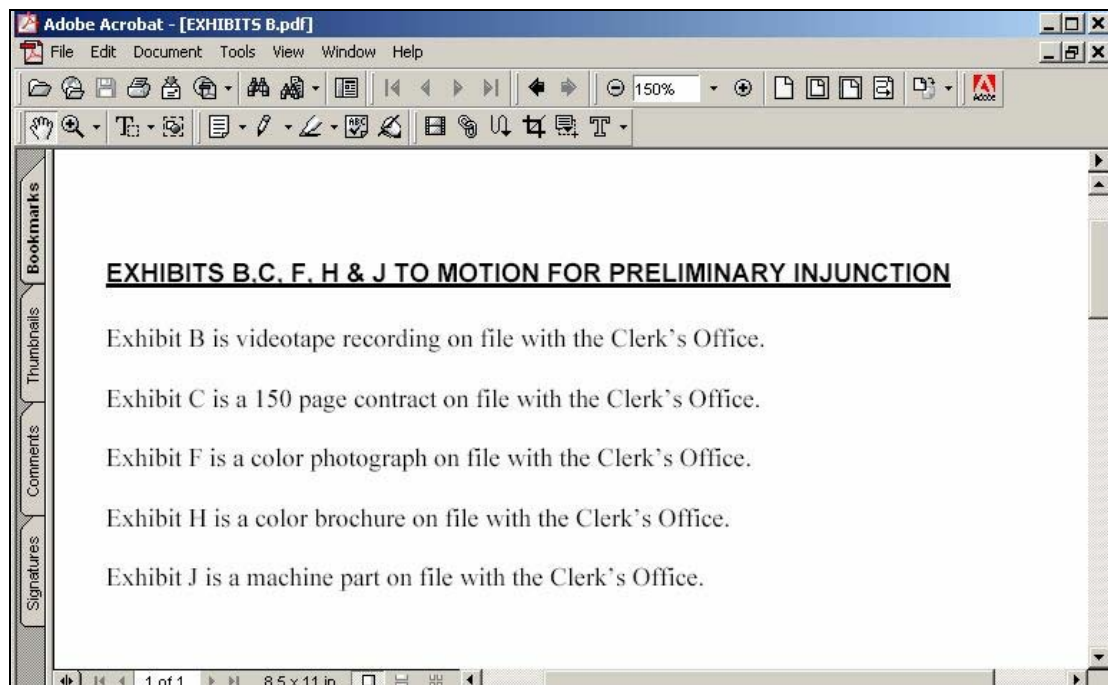 Adobe Acrobat - [EXHIBITS B.pdf]
File Edit Document Tools View Window Help
150%
Adobe
Bookmarks
Thumbnails
Comments
Signatures
EXHIBITS B,C, F, H & J TO MOTION FOR PRELIMINARY INJUNCTION
Exhibit B is videotape recording on file with the Clerk's Office.
Exhibit C is a 150 page contract on file with the Clerk's Office.
Exhibit F is a color photograph on file with the Clerk's Office.
Exhibit H is a color brochure on file with the Clerk's Office.
Exhibit J is a machine part on file with the Clerk's Office.
1 of 1 8.5 x 11 in